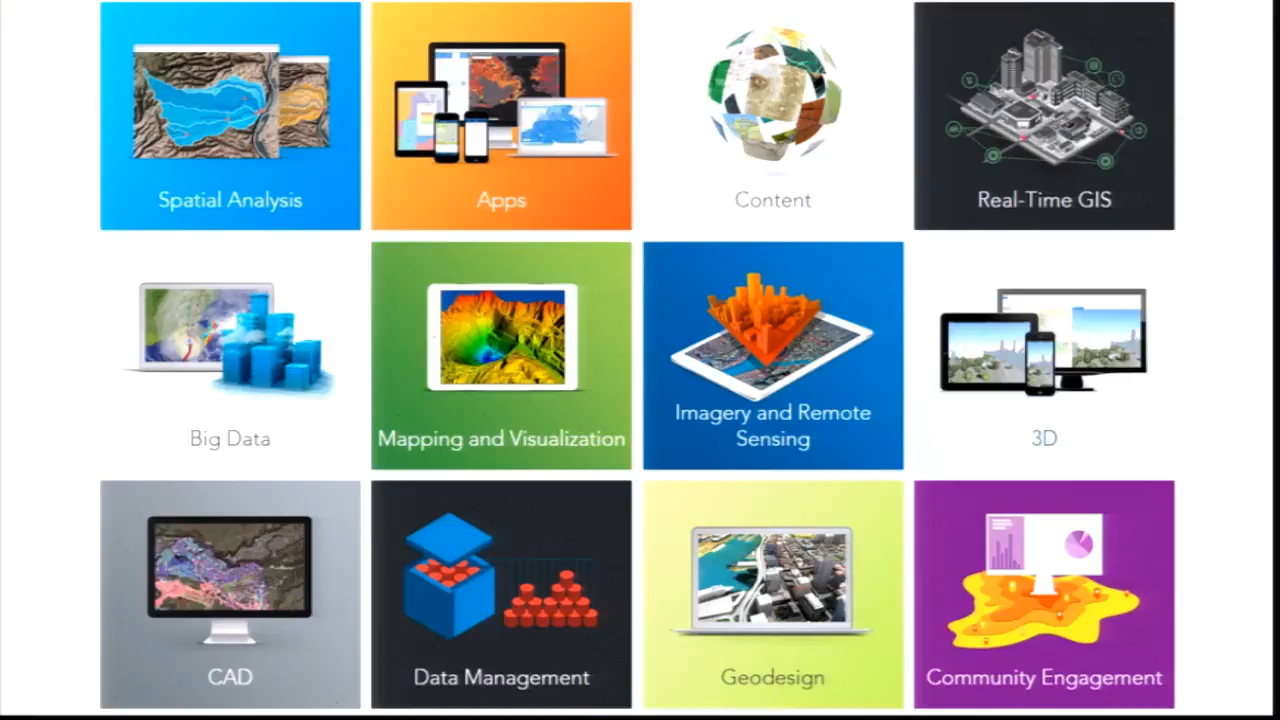 Spatial Analysis
Apps
Content
Real-Time GIS
Big Data
Mapping and Visualization
Imagery and Remote
Sensing
3D
CAD
Data Management
Geodesign
Community Engagement